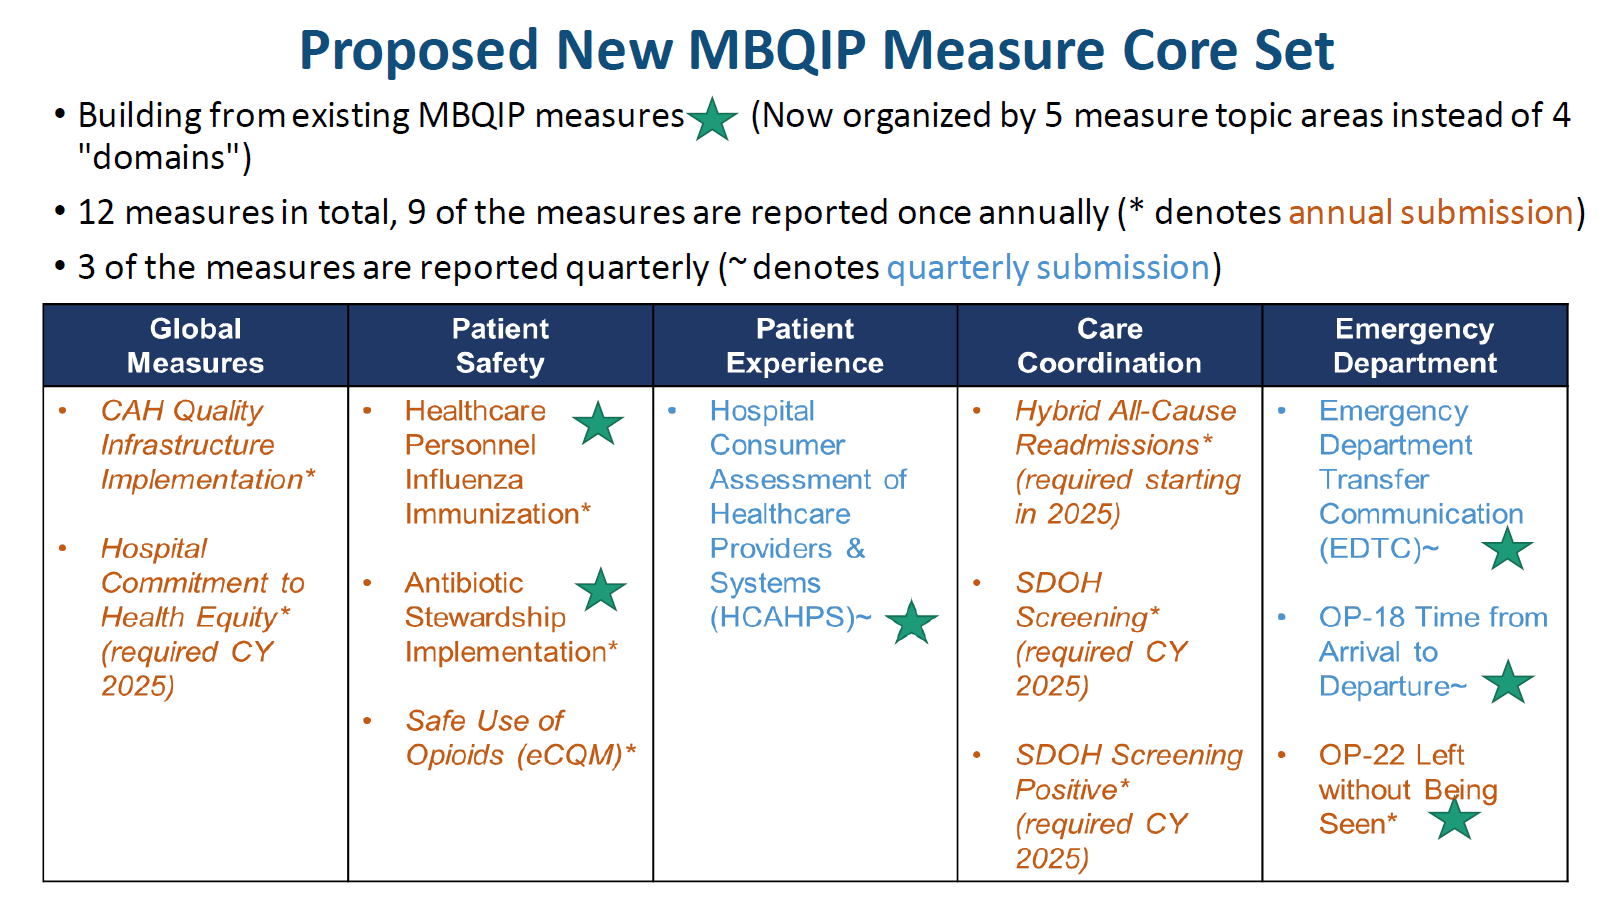 Proposed New MBQIP Measure Core Set
• Building from existing MBQIP measures (Now organized by 5 measure topic areas instead of 4
"domains")
• 12 measures in total, 9 of the measures are reported once annually (* denotes annual submission)
• 3 of the measures are reported quarterly (~ denotes quarterly submission)
Global
Measures
Patient
Safety
Patient
Experience
Care
Coordination
Emergency
Department
• CAH Quality
Infrastructure
Implementation*
• Hospital
Commitment to
Health Equity*
(required CY
2025)
• Healthcare
Personnel
Influenza
Immunization*
• Antibiotic
Stewardship
Implementation*
• Safe Use of
Opioids (eCQM)*
• Hospital
Consumer
Assessment of
Healthcare
Providers &
Systems
(HCAHPS)~
• Hybrid All-Cause
Readmissions*
(required starting
in 2025)
• SDOH
Screening*
(required CY
2025)
• SDOH Screening
Positive*
(required CY
2025)
• Emergency
Department
Transfer
Communication
(EDTC)~
• OP-18 Time from
Arrival to
Departure~
• OP-22 Left
without Being
Seen*